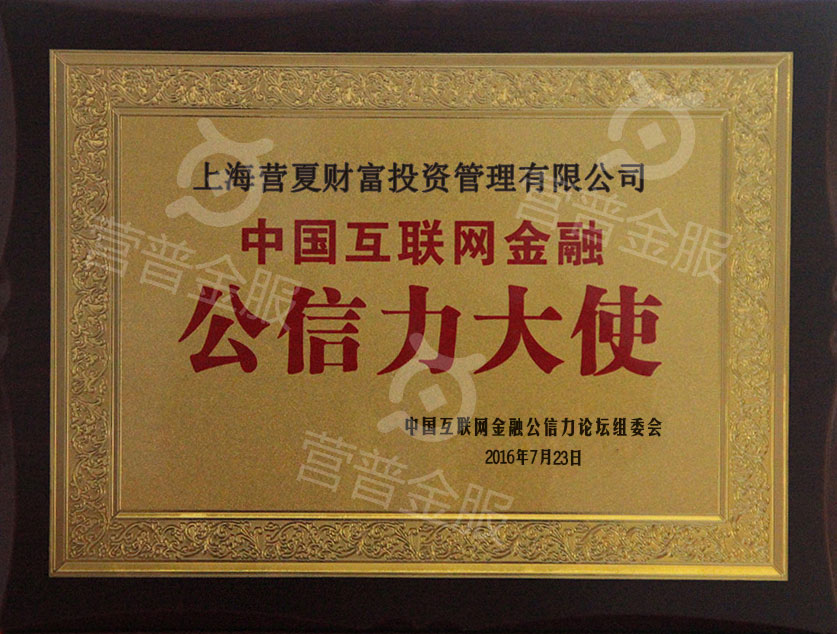 上海营夏财富投资管理有限公司
中国互联网金融
公信力大使
中国互联网金融公信力论坛组委会
2016年7月23日
营普金服
营普金服
营普金服